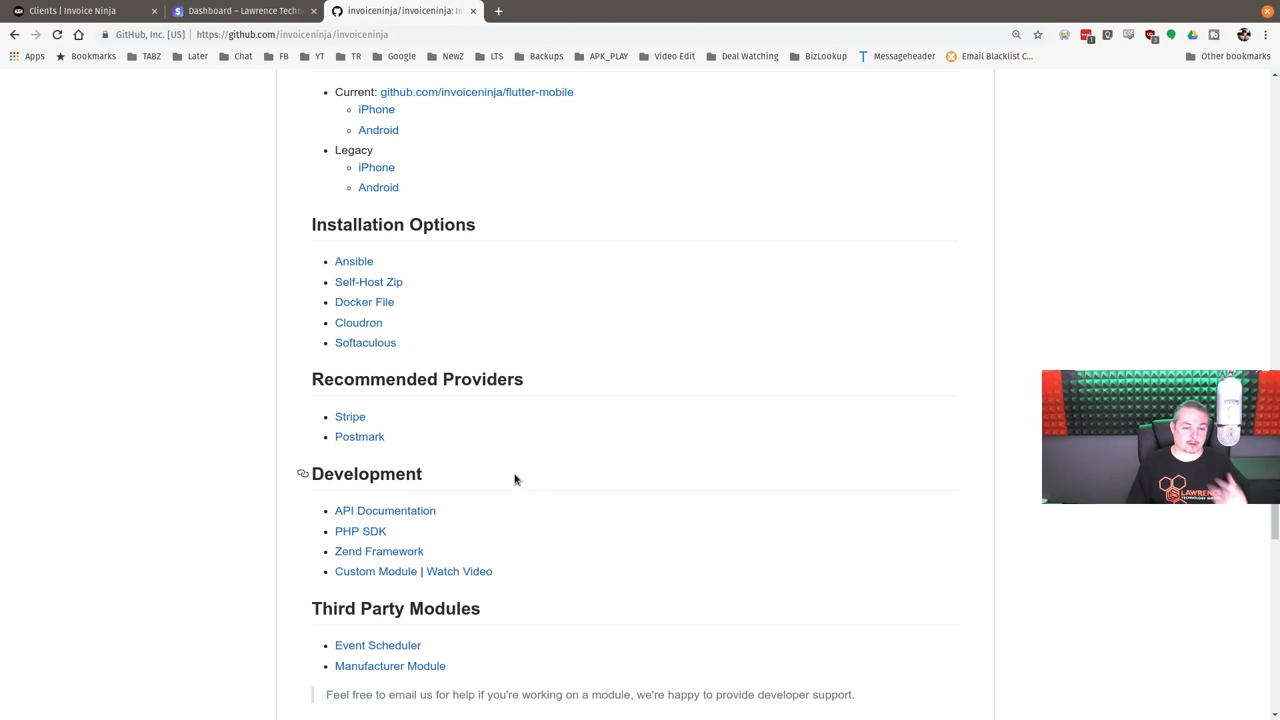 Clients | Invoice Ninja
Dashboard – Lawrence Techn
invoiceninja/invoiceninja: In
GitHub, Inc. [US]
https://github.com/invoiceninja/invoiceninja
Apps
Bookmarks
TABZ
Later
Chat
FB
YT
TR
Google
NewZ
LTS
Backups
APK_PLAY
Video Edit
Deal Watching
BizLookup
Messageheader
Email Blacklist C...
Other bookmarks
Current: github.com/invoiceninja/flutter-mobile
iPhone
Android
Legacy
iPhone
Android
Installation Options
Ansible
Self-Host Zip
Docker File
Cloudron
Softaculous
Recommended Providers
Stripe
Postmark
Development
API Documentation
PHP SDK
Zend Framework
Custom Module | Watch Video
Third Party Modules
Event Scheduler
Manufacturer Module
Feel free to email us for help if you're working on a module, we're happy to provide developer support.
LAWRENCE